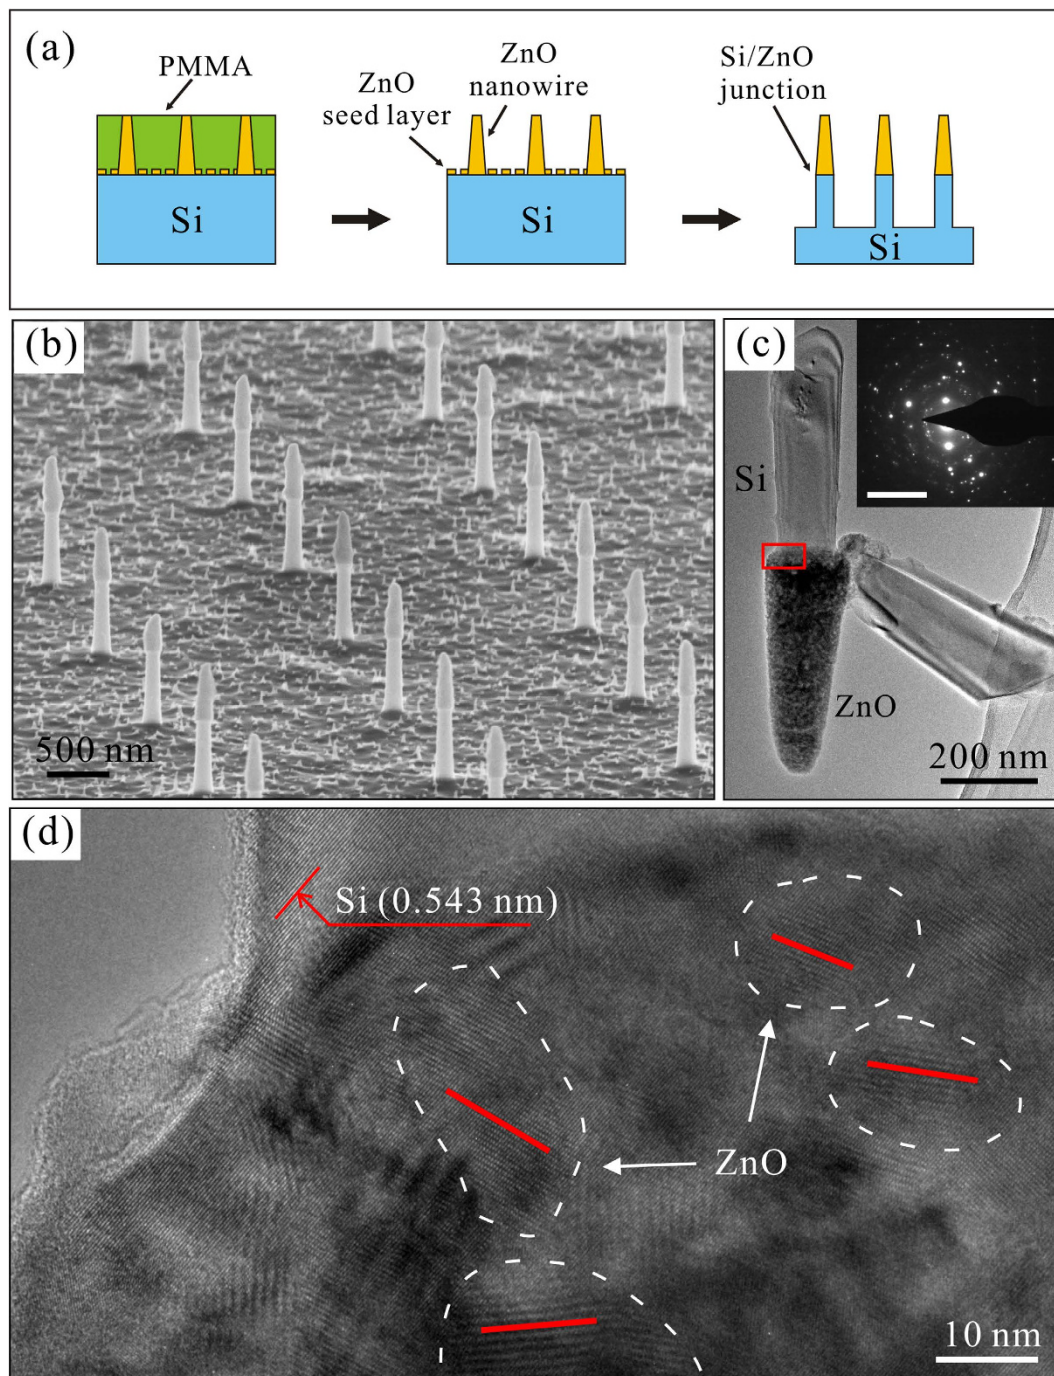 (a)
PMMA
ZnO
seed layer
ZnO
nanowire
Si/ZnO
junction
Si
Si
Si
(b)
500 nm
(c)
Si
ZnO
200 nm
(d)
Si (0.543 nm)
ZnO
10 nm